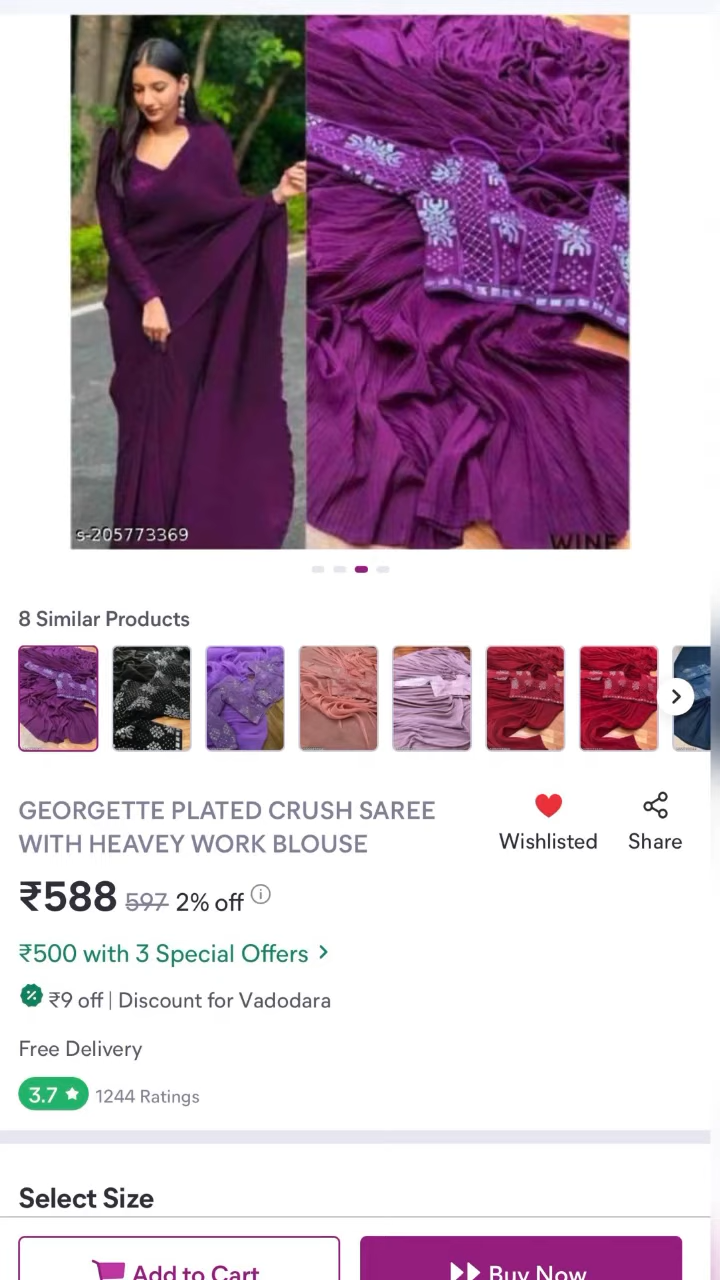 s-205773369
WINE
8 Similar Products
GEORGETTE PLATED CRUSH SAREE
WITH HEAVEY WORK BLOUSE
Wishlisted
Share
₹588 597 2% off
₹500 with 3 Special Offers
₹9 off | Discount for Vadodara
Free Delivery
3.7 ★ 1244 Ratings
Select Size
Add to Cart
Buy Now